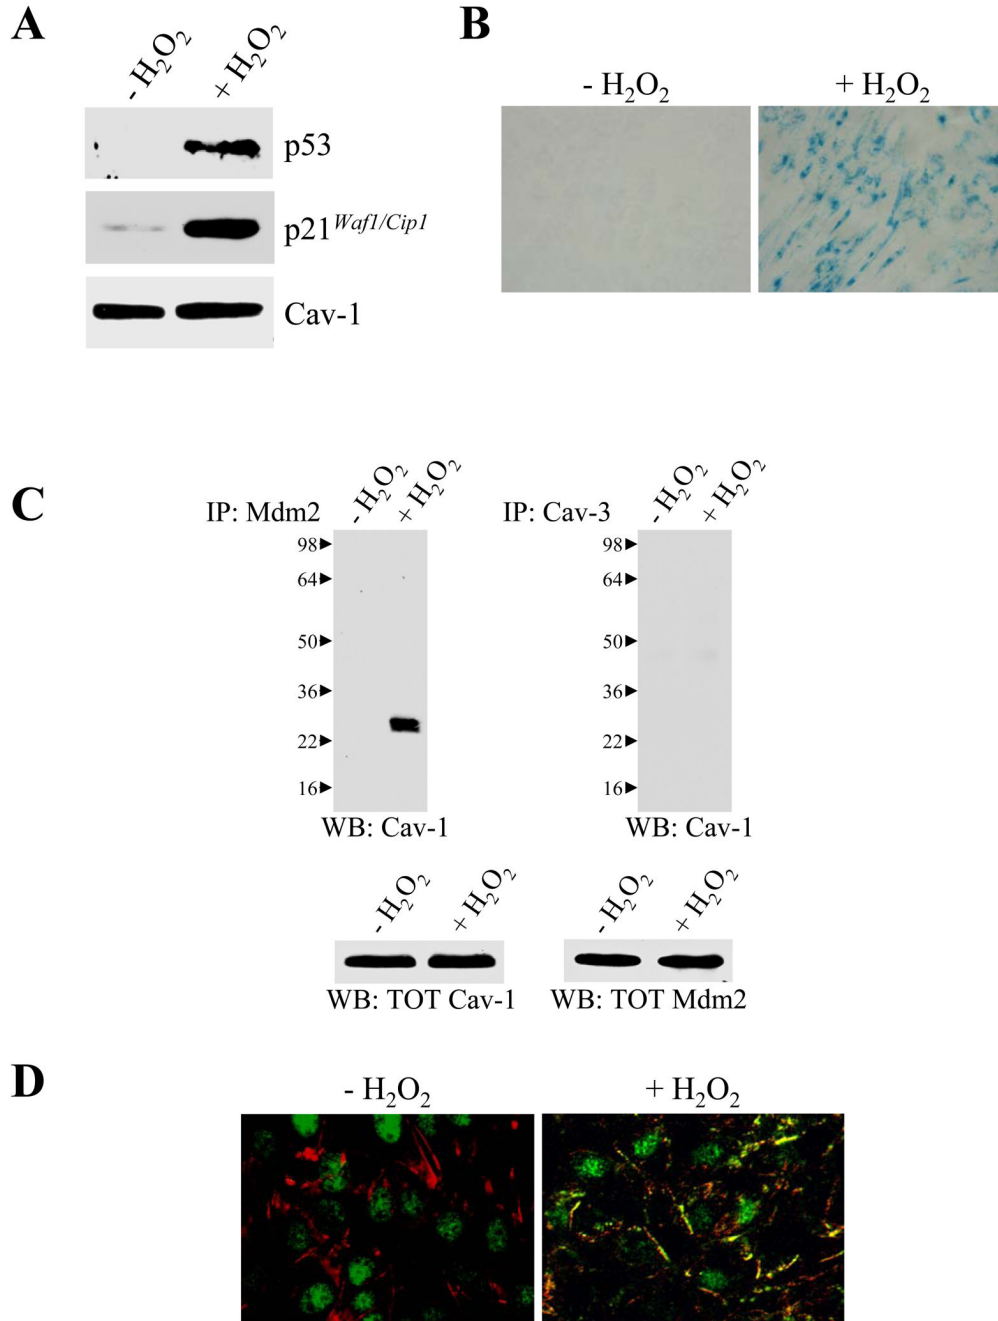 A
- H₂O₂
+ H₂O₂
p53
p21Waf1/Cip1
Cav-1
B
- H₂O₂
+ H₂O₂
C
IP: Mdm2
- H₂O₂
+ H₂O₂
98
64
50
36
22
16
WB: Cav-1
IP: Cav-3
- H₂O₂
+ H₂O₂
98
64
50
36
22
16
WB: Cav-1
- H₂O₂
+ H₂O₂
WB: TOT Cav-1
- H₂O₂
+ H₂O₂
WB: TOT Mdm2
D
- H₂O₂
+ H₂O₂